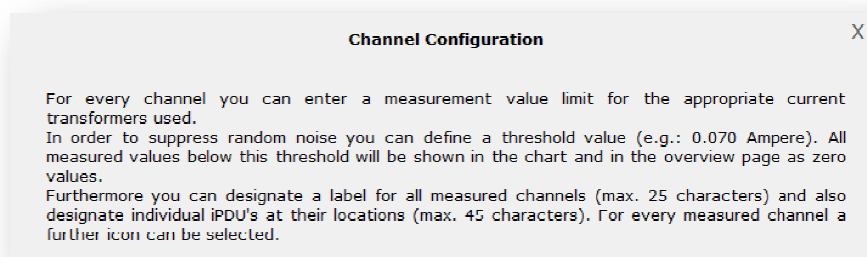 Channel Configuration
X
For every channel you can enter a measurement value limit for the appropriate current
transformers used.
In order to suppress random noise you can define a threshold value (e.g.: 0.070 Ampere). All
measured values below this threshold will be shown in the chart and in the overview page as zero
values.
Furthermore you can designate a label for all measured channels (max. 25 characters) and also
designate individual iPDU's at their locations (max. 45 characters). For every measured channel a
further icon can be selected.